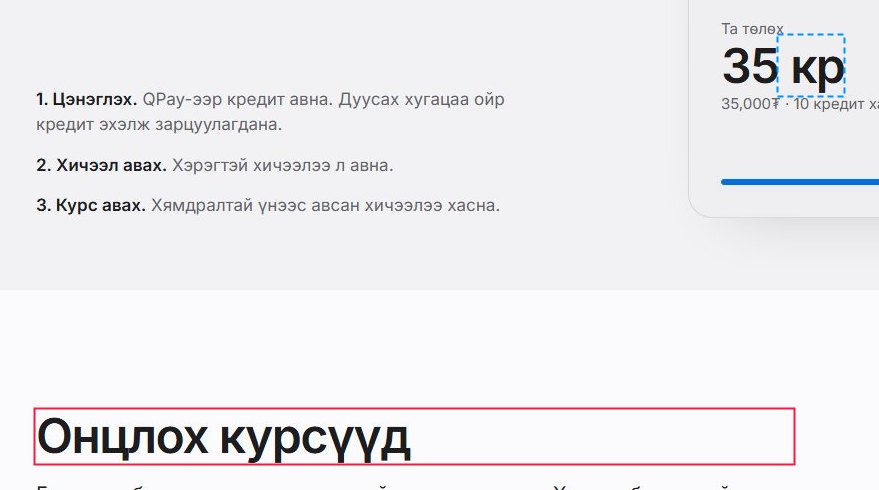 Та төлөх
35 кр
35,000₮ · 10 кредит
1. Цэнэглэх. QPay-ээр кредит авна. Дуусах хугацаа ойр
кредит эхэлж зарцуулагдана.
2. Хичээл авах. Хэрэгтэй хичээлээ л авна.
3. Курс авах. Хямдралтай үнээс авсан хичээлээ хасна.
Онцлох курсүүд